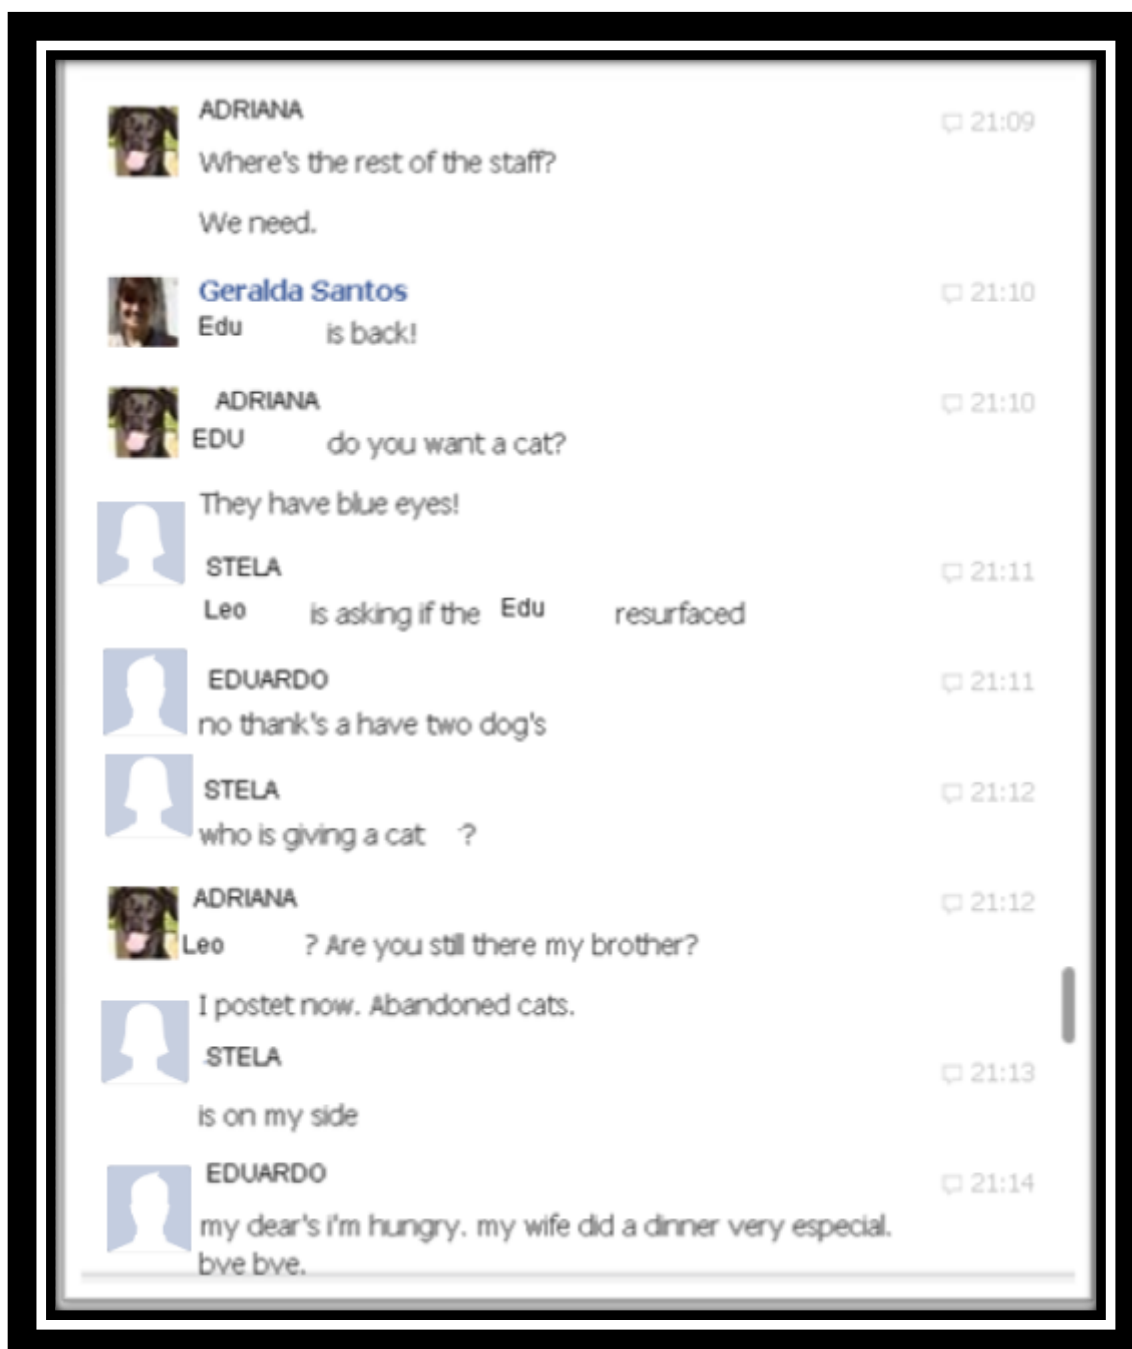 ADRIANA
21:09
Where's the rest of the staff?
We need.
Geralda Santos
21:10
Edu is back!
ADRIANA
21:10
EDU do you want a cat?
They have blue eyes!
STELA
21:11
Leo is asking if the Edu resurfaced
EDUARDO
21:11
no thank's a have two dog's
STELA
21:12
who is giving a cat ?
ADRIANA
21:12
Leo ? Are you still there my brother?
I postet now. Abandoned cats.
STELA
21:13
is on my side
EDUARDO
21:14
my dear's i'm hungry. my wife did a dinner very especial.
bye bye.